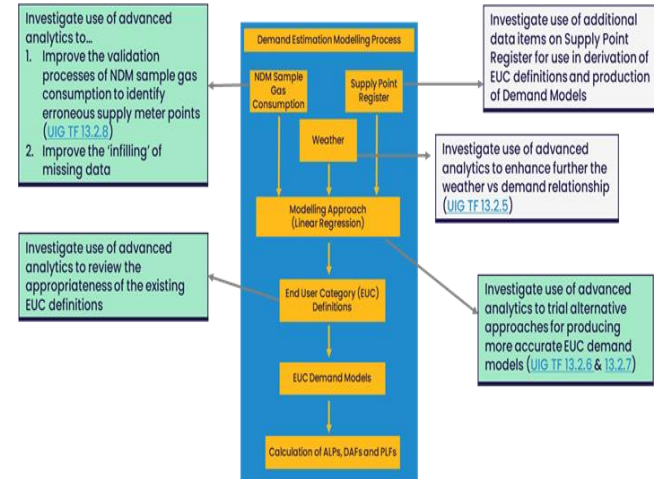 Investigate use of advanced
analytics to...
1. Improve the validation
processes of NDM sample gas
consumption to identify
erroneous supply meter points
(UIG TF 13.2.8)
2. Improve the 'infilling' of
missing data
Demand Estimation Modelling Process
NDM Sample
Gas
Consumption
Supply Point
Register
Weather
Modelling Approach
(Linear Regression)
End User Category (EUC)
Definitions
EUC Demand Models
Calculation of ALPs, DAFs and PLFs
Investigate use of additional
data items on Supply Point
Register for use in derivation of
EUC definitions and production
of Demand Models
Investigate use of advanced
analytics to enhance further the
weather vs demand relationship
(UIG TF 13.2.5)
Investigate use of advanced
analytics to review the
appropriateness of the existing
EUC definitions
Investigate use of advanced
analytics to trial alternative
approaches for producing
more accurate EUC demand
models (UIG TF 13.2.6 & 13.2.7)